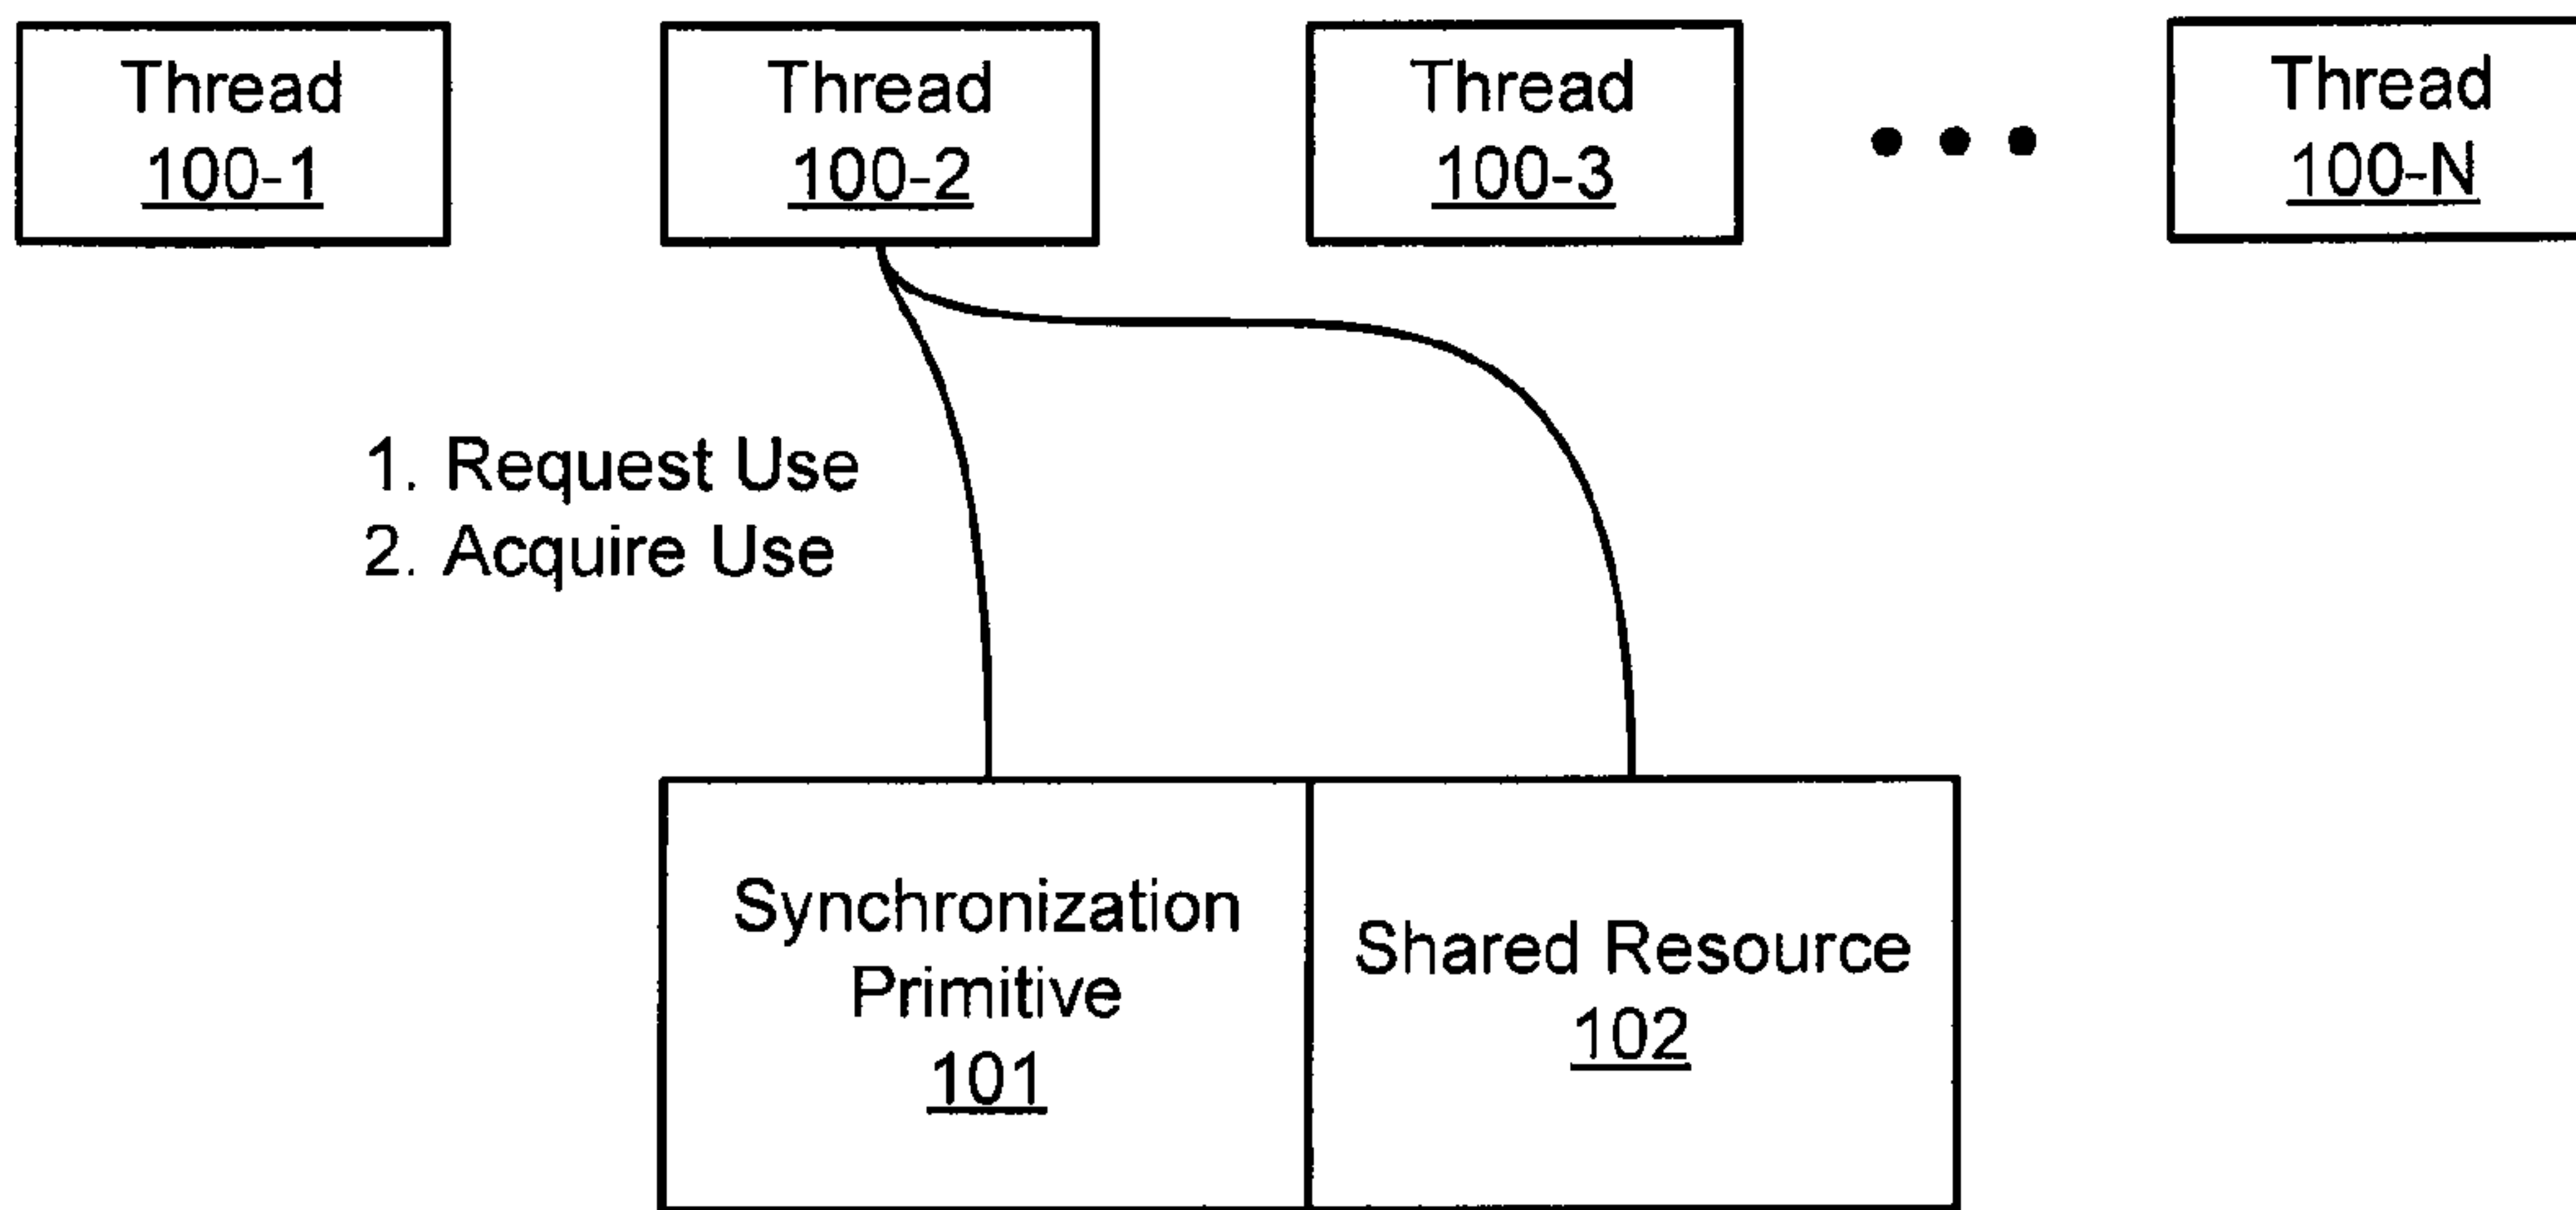 Thread
100-1
Thread
100-2
Thread
100-3
Thread
100-N
1. Request Use
2. Acquire Use
Synchronization
Primitive
101
Shared Resource
102